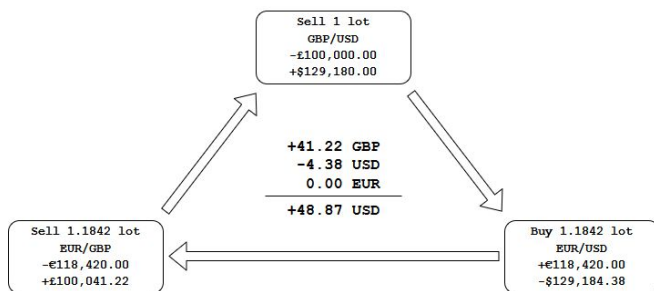 Sell 1 lot
GBP/USD
-£100,000.00
+$129,180.00
+41.22 GBP
-4.38 USD
0.00 EUR
+48.87 USD
Sell 1.1842 lot
EUR/GBP
-€118,420.00
+£100,041.22
Buy 1.1842 lot
EUR/USD
+€118,420.00
-$129,184.38